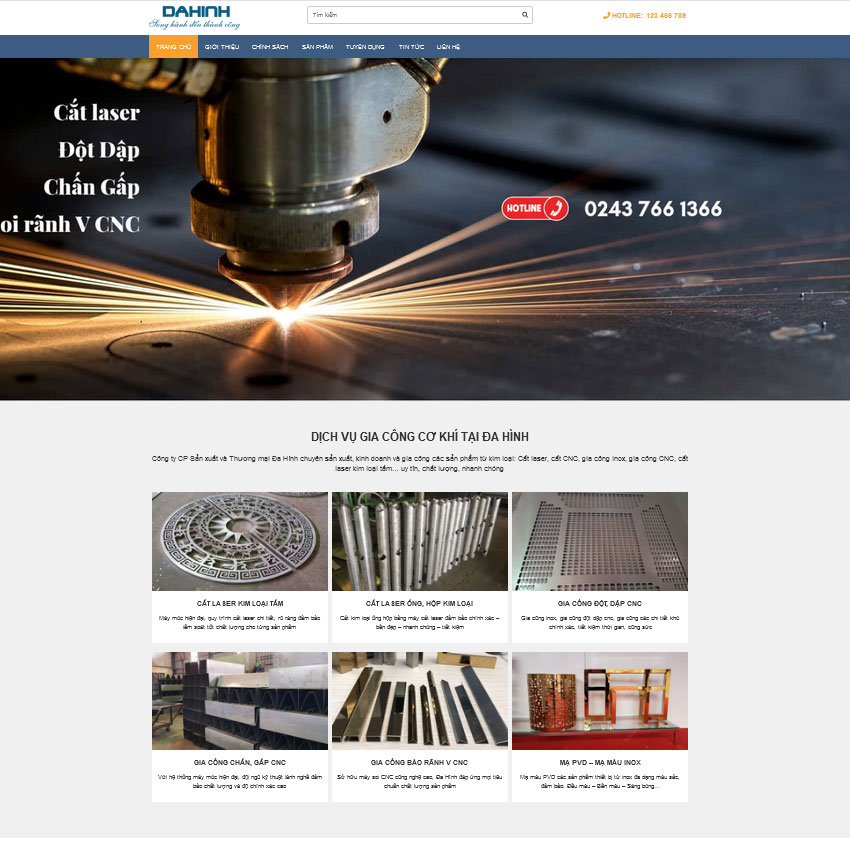 DAHINH
Song hành đến thành công
Tìm kiếm
HOTLINE: 123 456 789
TRANG CHỦ GIỚI THIỆU CHÍNH SÁCH SẢN PHẨM TUYỂN DỤNG TIN TỨC LIÊN HỆ
Cắt laser
Đột Dập
Chấn Gấp
oi rãnh V CNC
HOTLINE 0243 766 1366
DỊCH VỤ GIA CÔNG CƠ KHÍ TẠI ĐA HÌNH
Công ty CP Sản xuất và Thương mại Đa Hình chuyên sản xuất, kinh doanh và gia công các sản phẩm từ kim loại: Cắt laser, cắt CNC, gia công inox, gia công CNC, cắt
laser kim loại tấm… uy tín, chất lượng, nhanh chóng
CẮT LASER KIM LOẠI TẤM
Máy móc hiện đại, quy trình cắt laser chi tiết, rõ ràng đảm bảo
kiểm soát tốt chất lượng cho từng sản phẩm
CẮT LASER ỐNG, HỘP KIM LOẠI
Cắt kim loại ống hộp bằng máy cắt laser đảm bảo chính xác –
bền đẹp – nhanh chóng – tiết kiệm
GIA CÔNG ĐỘT, DẬP CNC
Gia công inox, gia công đột dập cnc, gia công các chi tiết khó
chính xác, tiết kiệm thời gian, công sức
GIA CÔNG CHẤN, GẤP CNC
Với hệ thống máy móc hiện đại, đội ngũ kỹ thuật lành nghề đảm
bảo chất lượng và độ chính xác cao
GIA CÔNG BÀO RÃNH V CNC
Sở hữu máy soi CNC công nghệ cao, Đa Hình đáp ứng mọi tiêu
chuẩn chất lượng sản phẩm
MẠ PVD – MẠ MÀU INOX
Mạ màu PVD các sản phẩm thiết bị từ inox đa dạng màu sắc,
đảm bảo: Đều màu – Bền màu – Sáng bóng…